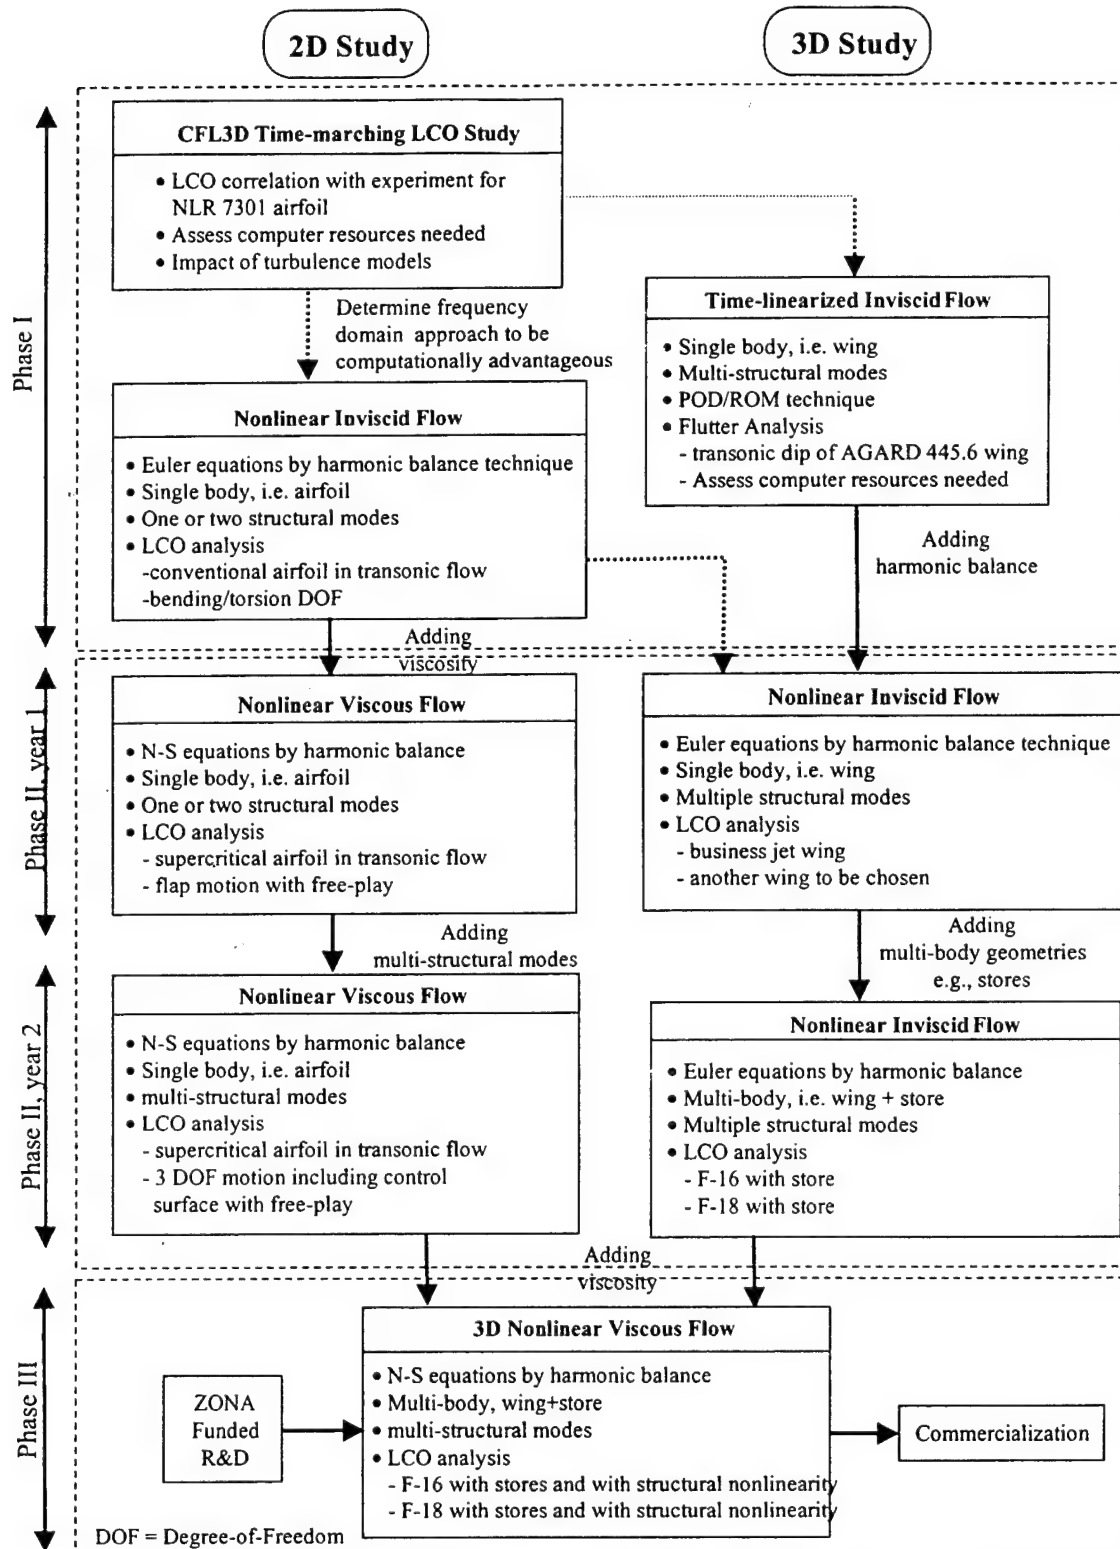 2D Study
3D Study
Phase I
CFL3D Time-marching LCO Study
• LCO correlation with experiment for
NLR 7301 airfoil
• Assess computer resources needed
• Impact of turbulence models
Determine frequency
domain approach to be
computationally advantageous
Time-linearized Inviscid Flow
• Single body, i.e. wing
• Multi-structural modes
• POD/ROM technique
• Flutter Analysis
- transonic dip of AGARD 445.6 wing
- Assess computer resources needed
Nonlinear Inviscid Flow
• Euler equations by harmonic balance technique
• Single body, i.e. airfoil
• One or two structural modes
• LCO analysis
-conventional airfoil in transonic flow
-bending/torsion DOF
Adding
harmonic balance
Adding
viscosity
Phase II, year 1
Nonlinear Viscous Flow
• N-S equations by harmonic balance
• Single body, i.e. airfoil
• One or two structural modes
• LCO analysis
- supercritical airfoil in transonic flow
- flap motion with free-play
Nonlinear Inviscid Flow
• Euler equations by harmonic balance technique
• Single body, i.e. wing
• Multiple structural modes
• LCO analysis
- business jet wing
- another wing to be chosen
Adding
multi-structural modes
Adding
multi-body geometries
e.g., stores
Phase II, year 2
Nonlinear Viscous Flow
• N-S equations by harmonic balance
• Single body, i.e. airfoil
• multi-structural modes
• LCO analysis
- supercritical airfoil in transonic flow
- 3 DOF motion including control
surface with free-play
Nonlinear Inviscid Flow
• Euler equations by harmonic balance
• Multi-body, i.e. wing + store
• Multiple structural modes
• LCO analysis
- F-16 with store
- F-18 with store
Adding
viscosity
Phase III
ZONA
Funded
R&D
3D Nonlinear Viscous Flow
• N-S equations by harmonic balance
• Multi-body, wing+store
• multi-structural modes
• LCO analysis
- F-16 with stores and with structural nonlinearity
- F-18 with stores and with structural nonlinearity
Commercialization
DOF = Degree-of-Freedom